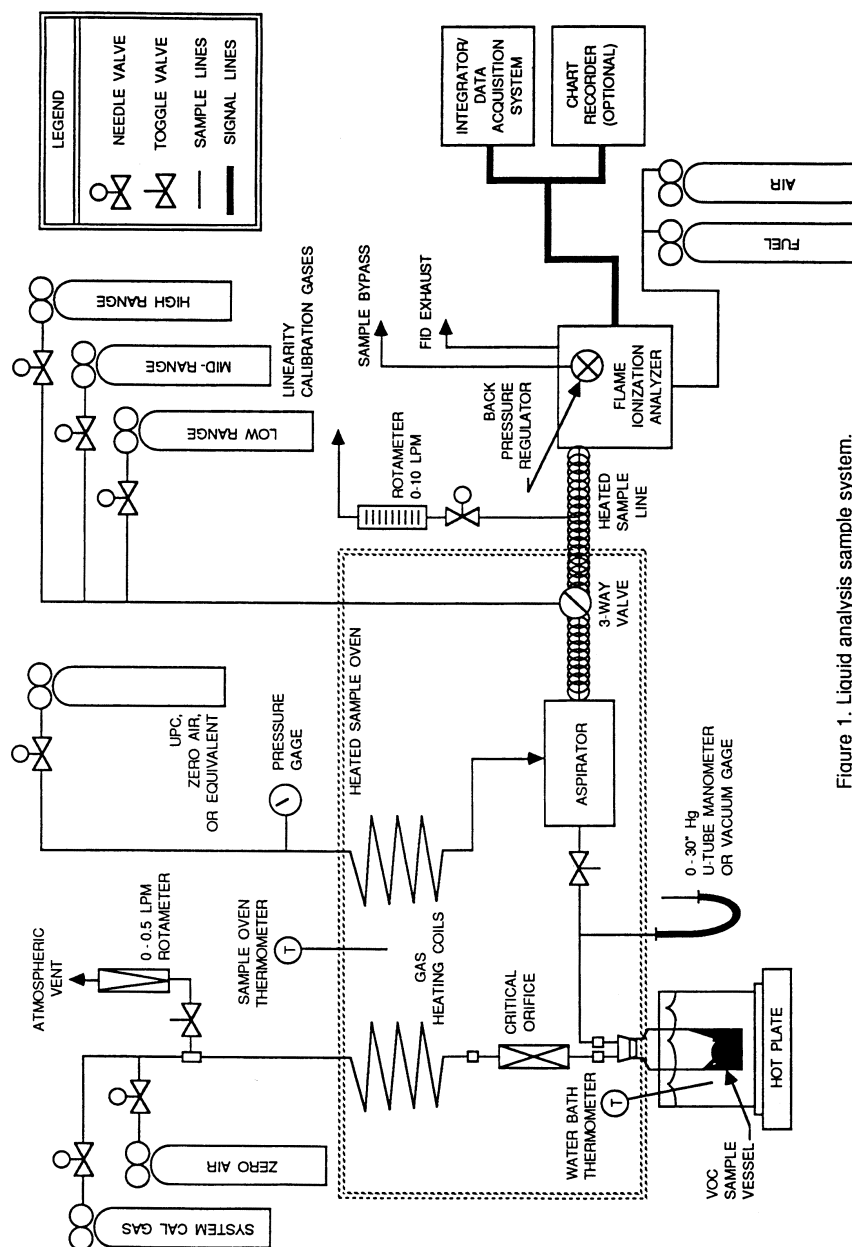 LEGEND
NEEDLE VALVE
TOGGLE VALVE
SAMPLE LINES
SIGNAL LINES
HIGH RANGE
MID-RANGE
LOW RANGE
LINEARITY
CALIBRATION GASES
UPC,
ZERO AIR,
OR EQUIVALENT
PRESSURE
GAGE
ATMOSPHERIC
VENT
0 - 0.5 LPM
ROTAMETER
SYSTEM CAL GAS
ZERO AIR
SAMPLE OVEN
THERMOMETER
T
HEATED SAMPLE OVEN
GAS
HEATING COILS
CRITICAL
ORIFICE
ASPIRATOR
3-WAY
VALVE
HEATED
SAMPLE
LINE
ROTAMETER
0-10 LPM
BACK
PRESSURE
REGULATOR
SAMPLE BYPASS
FID EXHAUST
FLAME
IONIZATION
ANALYZER
INTEGRATOR/
DATA
ACQUISITION
SYSTEM
CHART
RECORDER
(OPTIONAL)
FUEL
AIR
WATER BATH
THERMOMETER
T
VOC
SAMPLE
VESSEL
HOT PLATE
0 - 30" Hg
U-TUBE MANOMETER
OR VACUUM GAGE
Figure 1. Liquid analysis sample system.